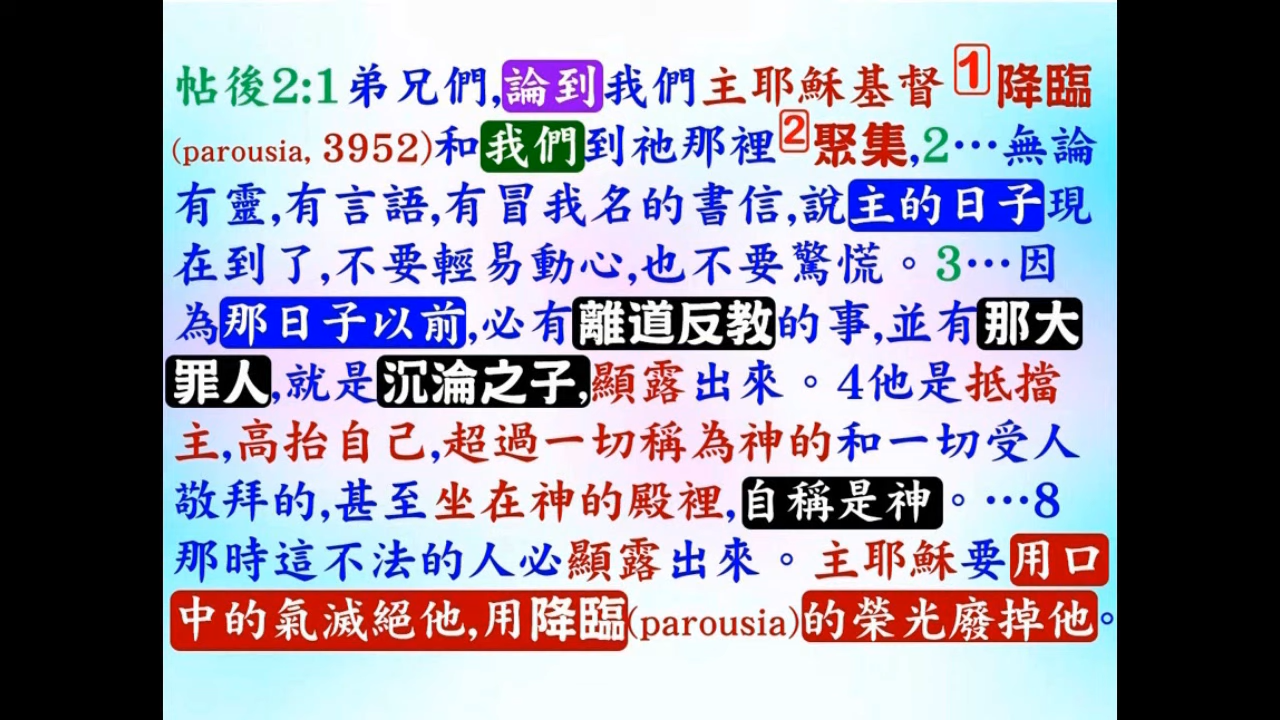 帖後2:1弟兄們,論到我們主耶穌基督1降臨
(parousia, 3952)和我們到祂那裡2聚集,2…無論
有靈,有言語,有冒我名的書信,說主的日子現
在到了,不要輕易動心,也不要驚慌。3…因
為那日子以前,必有離道反教的事,並有那大
罪人,就是沉淪之子,顯露出來。4他是抵擋
主,高抬自己,超過一切稱為神的和一切受人
敬拜的,甚至坐在神的殿裡,自稱是神。…8
那時這不法的人必顯露出來。主耶穌要用口
中的氣滅絕他,用降臨(parousia)的榮光廢掉他。